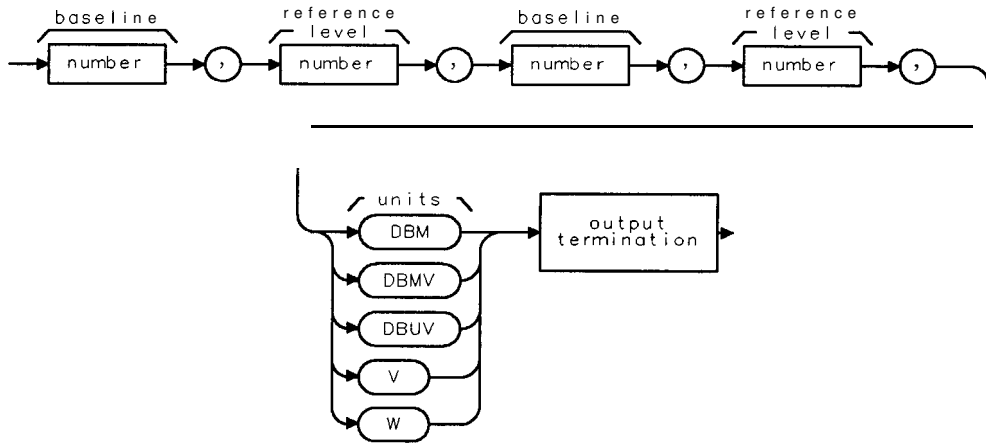 baseline
reference
level
baseline
reference
level
number , number , number , number ,
units
DBM
output
termination
DBMV
DBUV
V
W